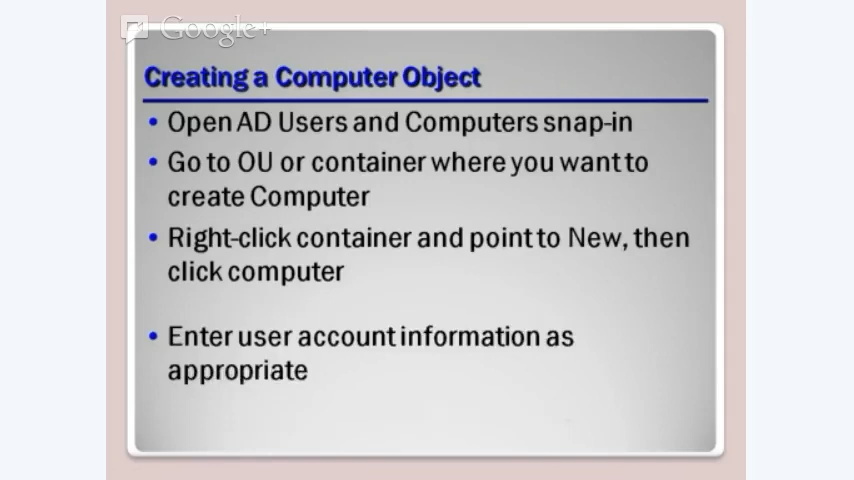 Google+
Creating a Computer Object
• Open AD Users and Computers snap-in
• Go to OU or container where you want to
create Computer
• Right-click container and point to New, then
click computer
• Enter user account information as
appropriate